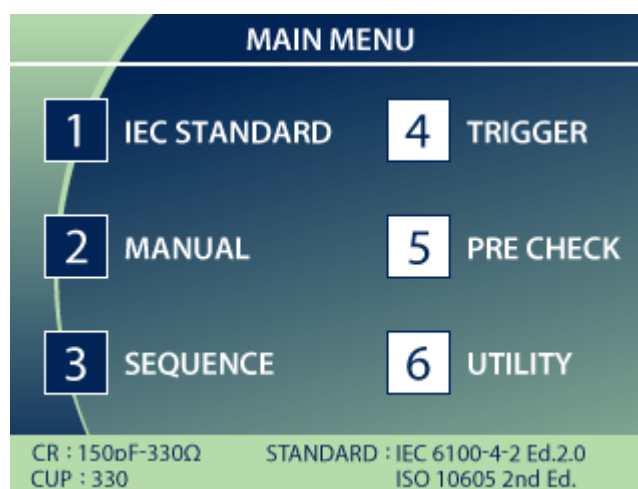 MAIN MENU
1 IEC STANDARD
4 TRIGGER
2 MANUAL
5 PRE CHECK
3 SEQUENCE
6 UTILITY
CR : 150pF-330Ω STANDARD : IEC 6100-4-2 Ed.2.0
CUP : 330 ISO 10605 2nd Ed.